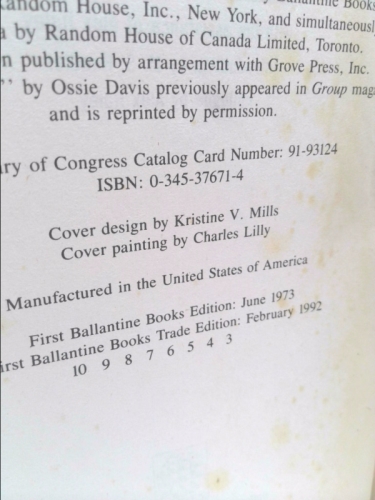 by Ballantine Books
Random House, Inc., New York, and simultaneously
a by Random House of Canada Limited, Toronto.
n published by arrangement with Grove Press, Inc.
" by Ossie Davis previously appeared in Group mag
and is reprinted by permission.
ry of Congress Catalog Card Number: 91-93124
ISBN: 0-345-37671-4
Cover design by Kristine V. Mills
Cover painting by Charles Lilly
Manufactured in the United States of America
First Ballantine Books Edition: June 1973
irst Ballantine Books Trade Edition: February 1992
10 9 8 7 6 5 4 3